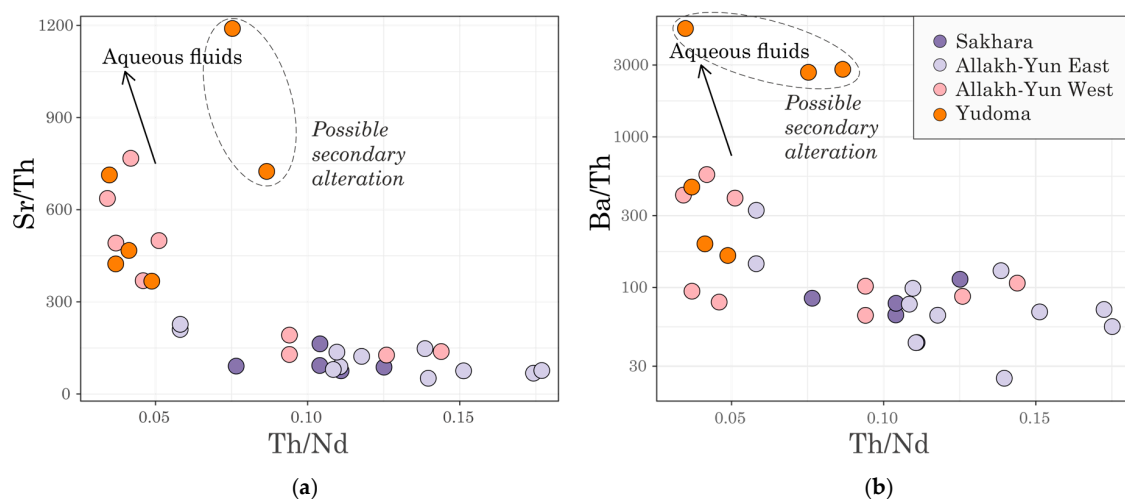 1200
900
600
300
0
Sr/Th
Aqueous fluids
Possible
secondary
alteration
0.05
0.10
0.15
Th/Nd
(a)
3000
1000
300
100
30
Ba/Th
Aqueous fluids
Possible
secondary
alteration
Sakhara
Allakh-Yun East
Allakh-Yun West
Yudoma
0.05
0.10
0.15
Th/Nd
(b)